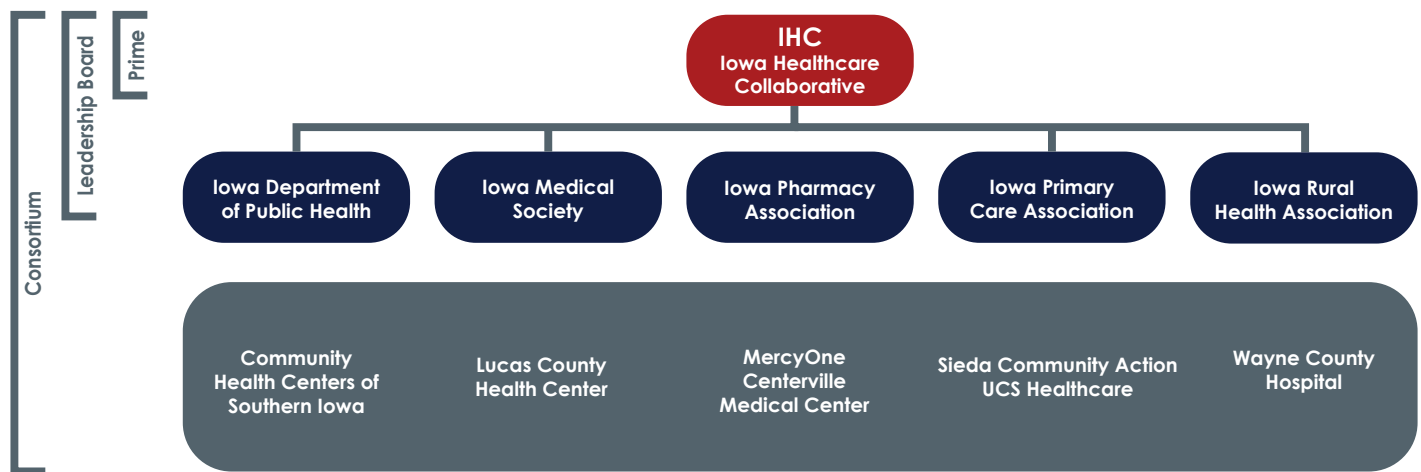 Consortium
Leadership Board
Prime
IHC
Iowa Healthcare
Collaborative
Iowa Department
of Public Health
Iowa Medical
Society
Iowa Pharmacy
Association
Iowa Primary
Care Association
Iowa Rural
Health Association
Community
Health Centers of
Southern Iowa
Lucas County
Health Center
MercyOne
Centerville
Medical Center
Sieda Community Action
UCS Healthcare
Wayne County
Hospital